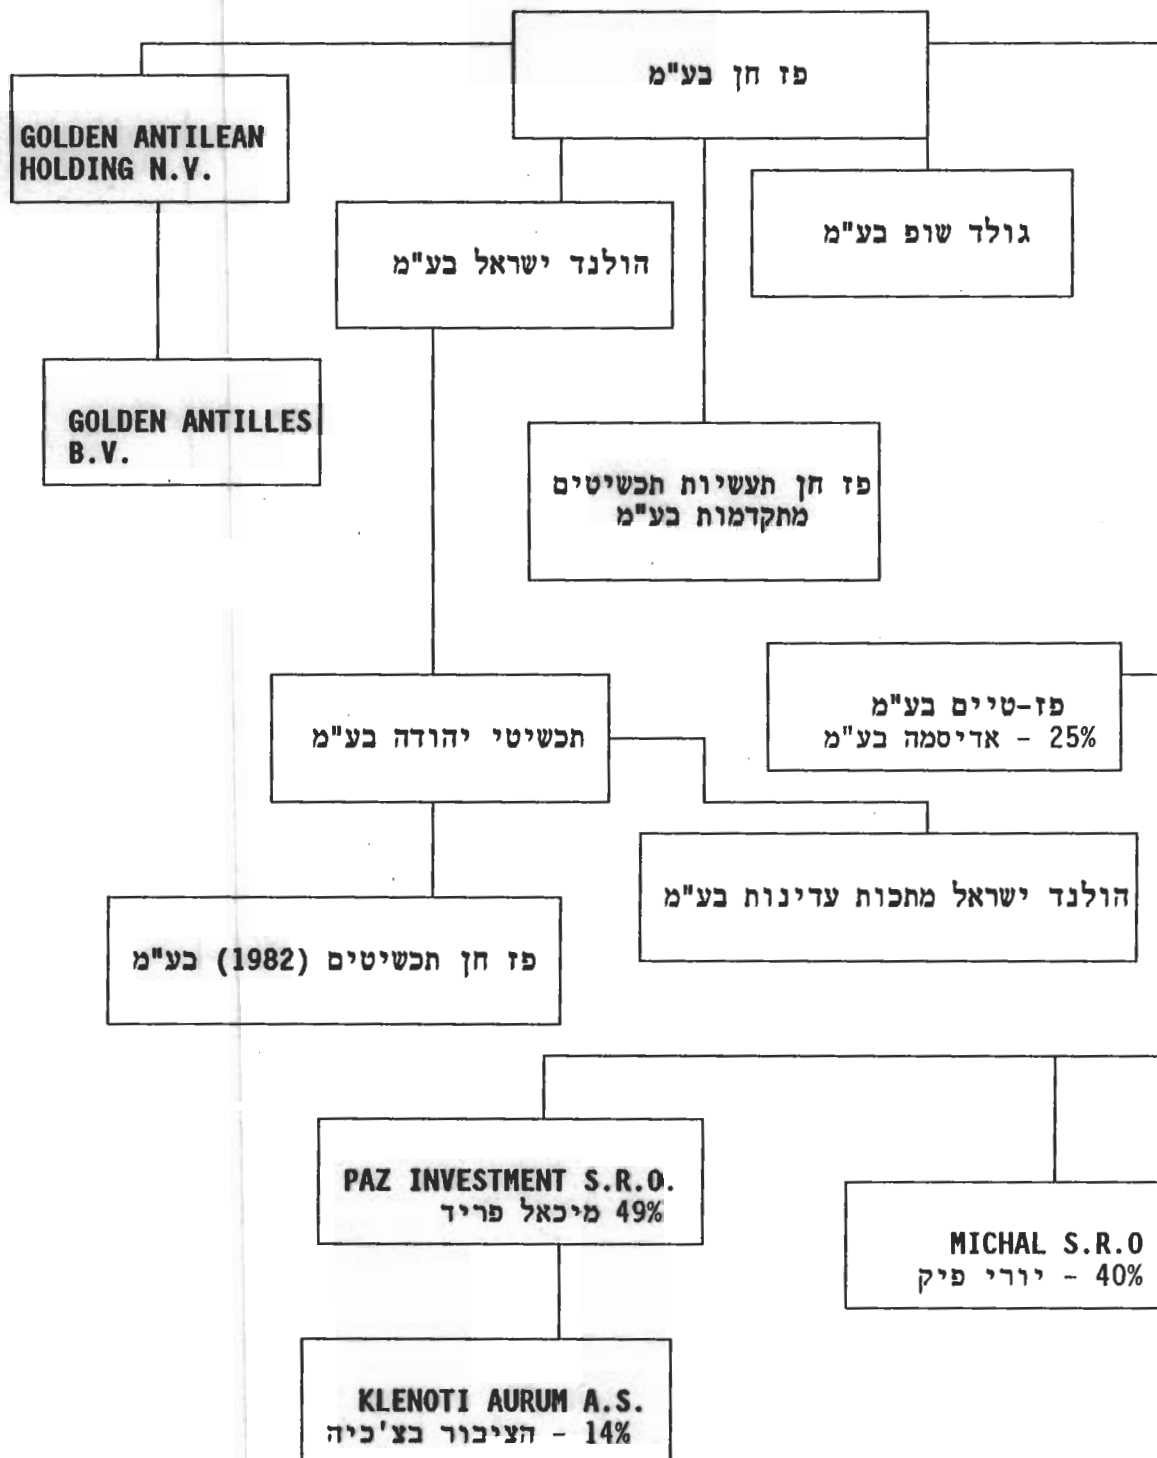 פז חן בע"מ
GOLDEN ANTILEAN
HOLDING N.V.
גולד שופ בע"מ
הולנד ישראל בע"מ
GOLDEN ANTILLES
B.V.
פז חן תעשיות תכשיטים
מתקדמות בע"מ
פז-טיים בע"מ
25% - אדיסמה בע"מ
תכשיטי יהודה בע"מ
הולנד ישראל מתכות עדינות בע"מ
פז חן תכשיטים (1982) בע"מ
PAZ INVESTMENT S.R.O.
49% מיכאל פריד
MICHAL S.R.O
40% - יורי פיק
KLENOTI AURUM A.S.
14% - הציבור בצ'כיה